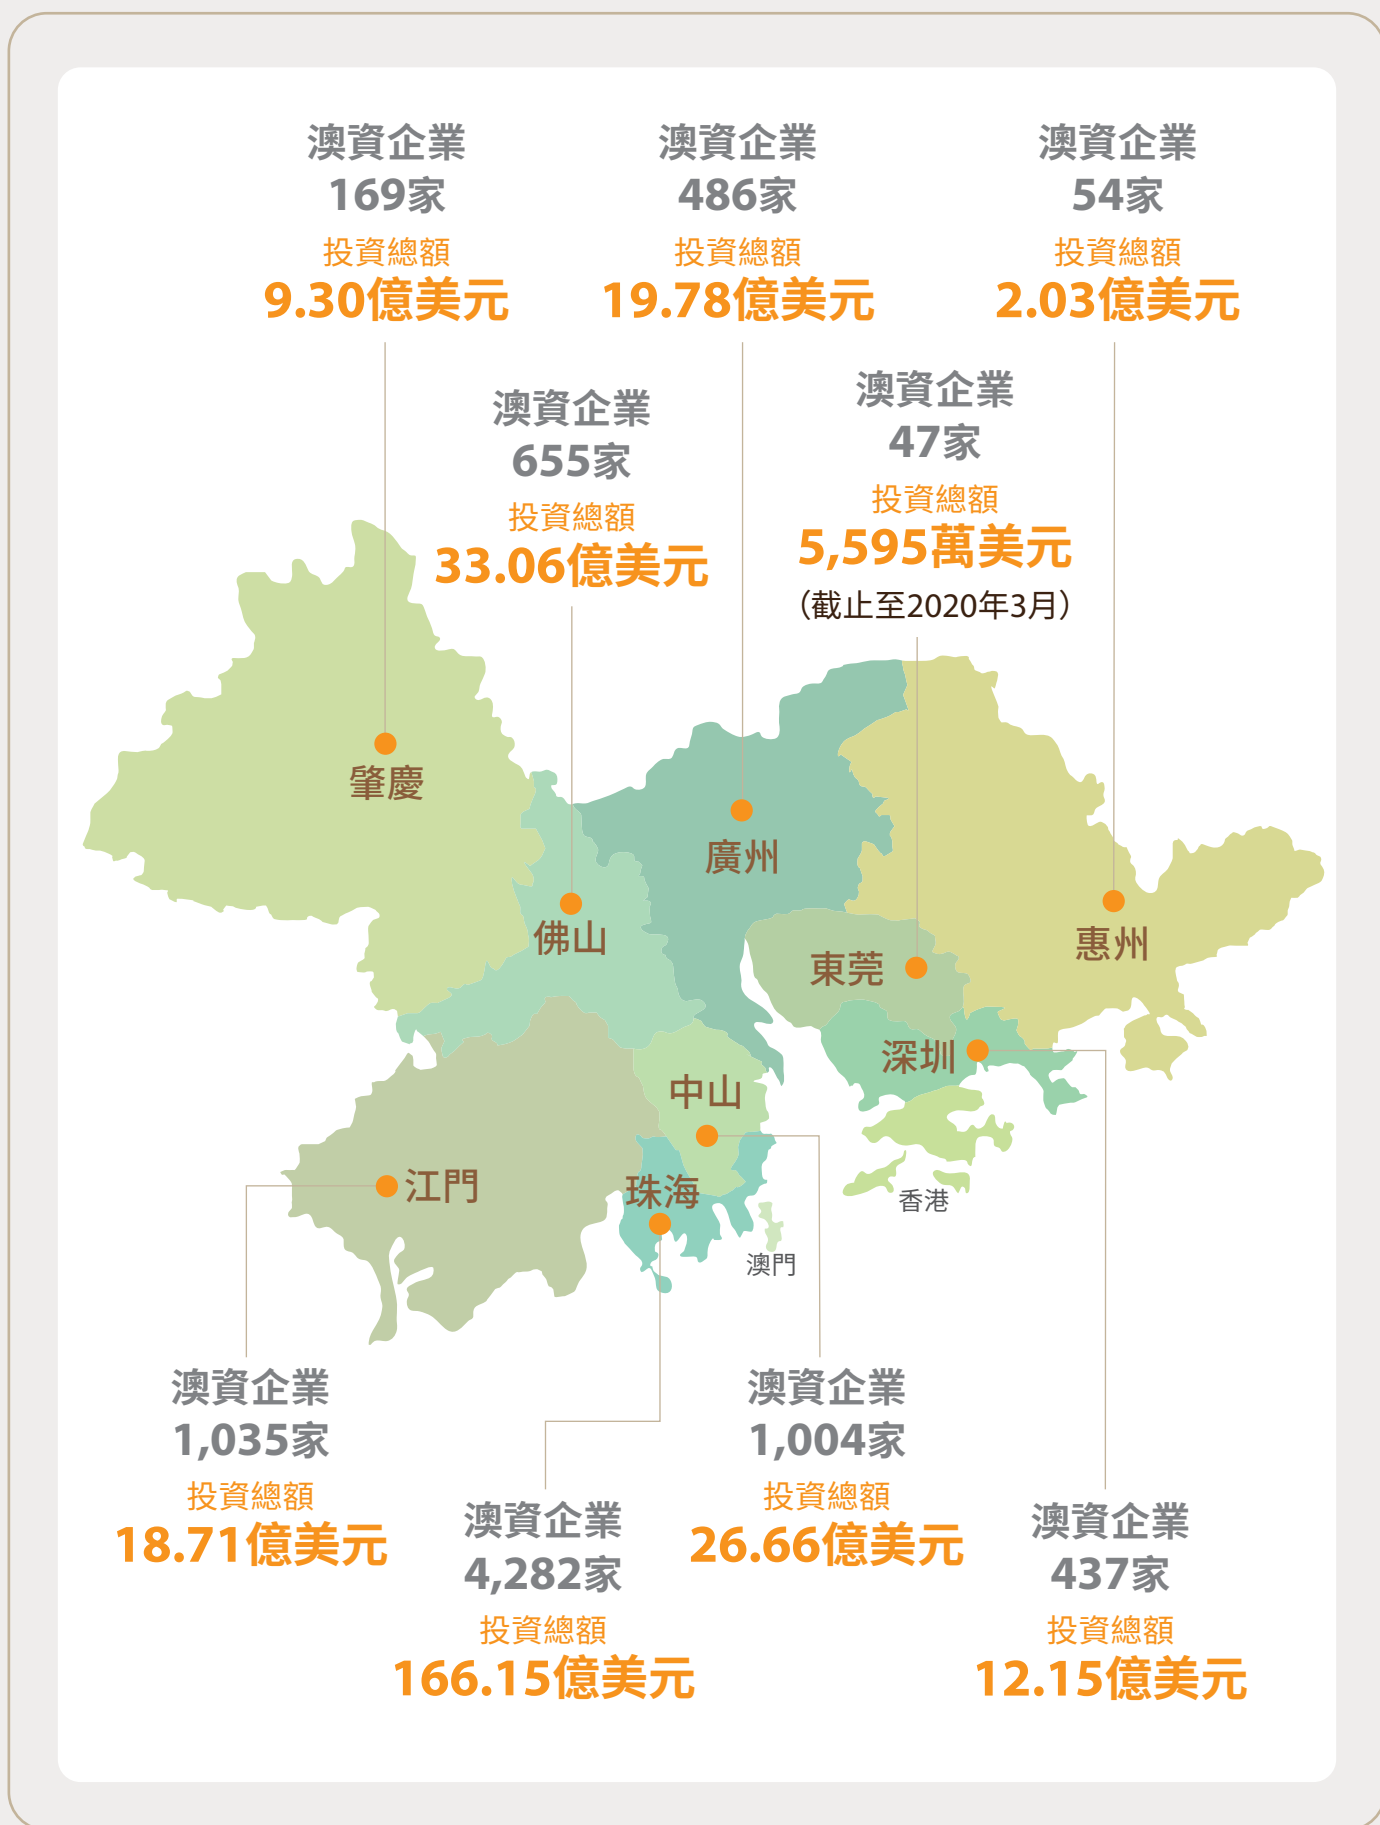 澳資企業
169家
投資總額
9.30億美元
澳資企業
486家
投資總額
19.78億美元
澳資企業
54家
投資總額
2.03億美元
澳資企業
655家
投資總額
33.06億美元
澳資企業
47家
投資總額
5,595萬美元
（截止至2020年3月）
肇慶
廣州
佛山
惠州
東莞
深圳
中山
江門
珠海
香港
澳門
澳資企業
1,035家
投資總額
18.71億美元
澳資企業
4,282家
投資總額
166.15億美元
澳資企業
1,004家
投資總額
26.66億美元
澳資企業
437家
投資總額
12.15億美元